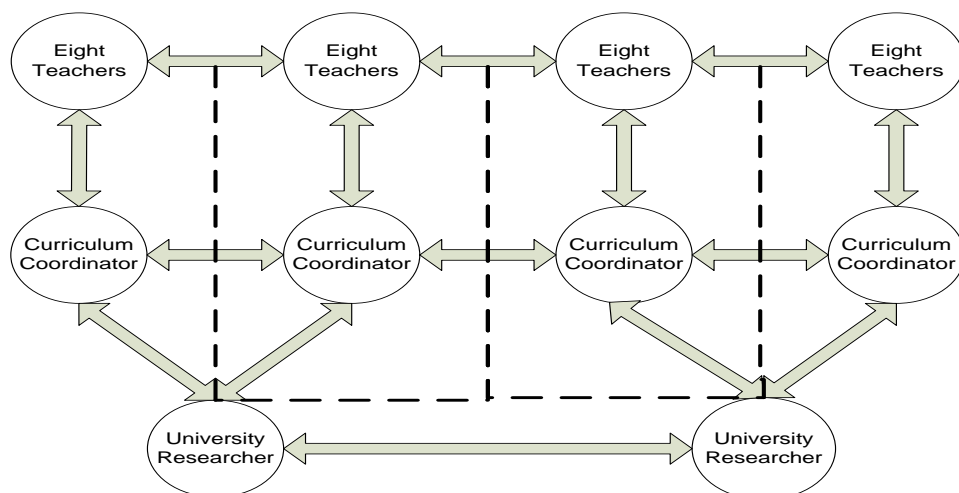 Eight
Teachers
Eight
Teachers
Eight
Teachers
Eight
Teachers
Curriculum
Coordinator
Curriculum
Coordinator
Curriculum
Coordinator
Curriculum
Coordinator
University
Researcher
University
Researcher